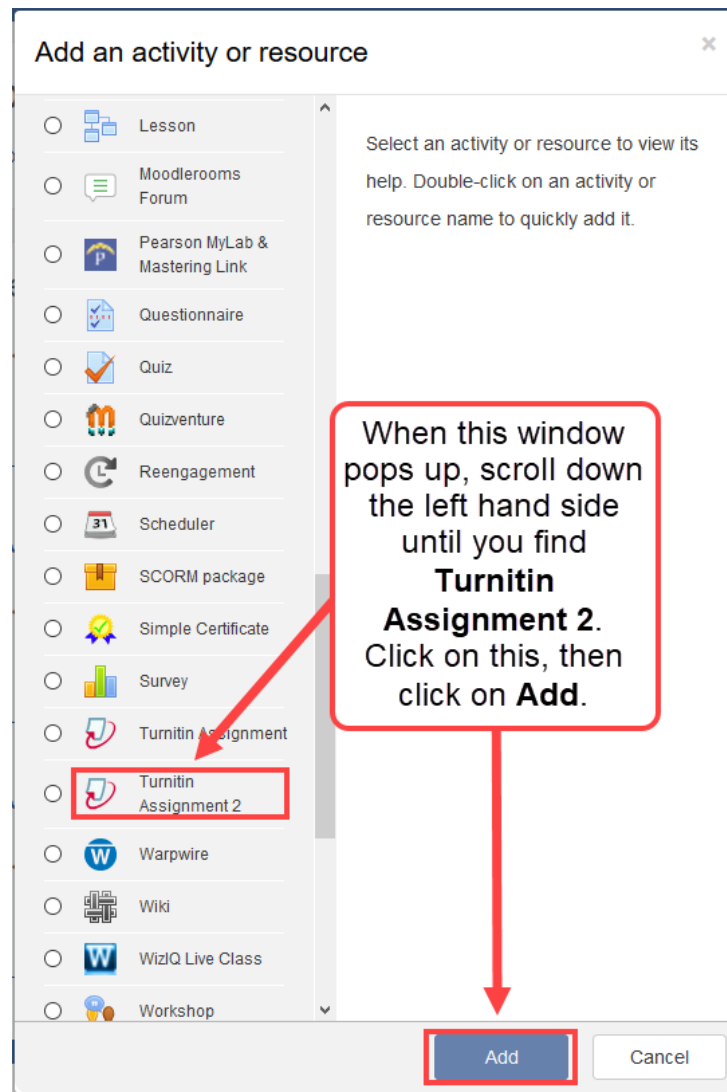 Add an activity or resource
×
Lesson
Moodlerooms
Forum
Pearson MyLab &
Mastering Link
Questionnaire
Quiz
Quizventure
Reengagement
31
Scheduler
SCORM package
Simple Certificate
Survey
Turnitin Assignment
Turnitin
Assignment 2
W
Warpwire
Wiki
W
WizIQ Live Class
Workshop
Select an activity or resource to view its
help. Double-click on an activity or
resource name to quickly add it.
When this window
pops up, scroll down
the left hand side
until you find
Turnitin
Assignment 2.
Click on this, then
click on Add.
Add
Cancel